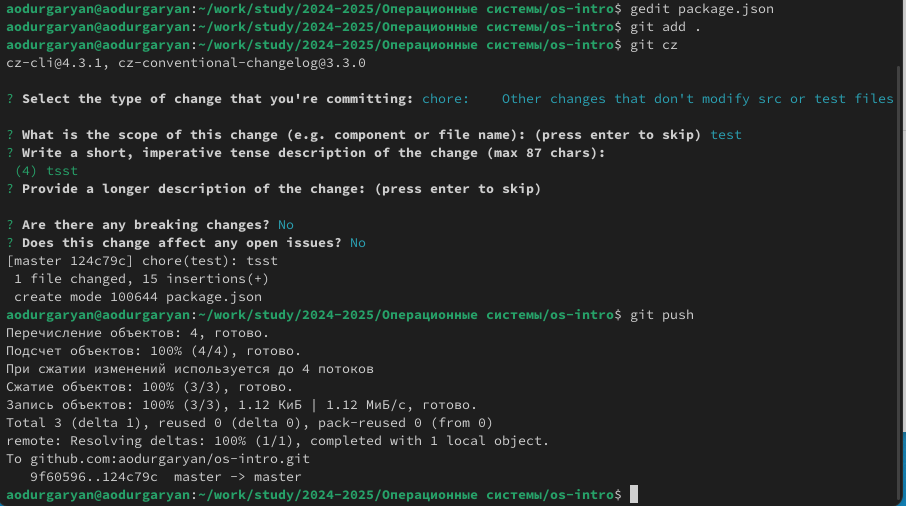 aodurgaryan@aodurgaryan:~/work/study/2024-2025/Операционные системы/os-intro$ gedit package.json
aodurgaryan@aodurgaryan:~/work/study/2024-2025/Операционные системы/os-intro$ git add .
aodurgaryan@aodurgaryan:~/work/study/2024-2025/Операционные системы/os-intro$ git cz
cz-cli@4.3.1, cz-conventional-changelog@3.3.0
? Select the type of change that you're committing: chore:    Other changes that don't modify src or test files
? What is the scope of this change (e.g. component or file name): (press enter to skip) test
? Write a short, imperative tense description of the change (max 87 chars):
(4) tsst
? Provide a longer description of the change: (press enter to skip)
? Are there any breaking changes? No
? Does this change affect any open issues? No
[master 124c79c] chore(test): tsst
1 file changed, 15 insertions(+)
create mode 100644 package.json
aodurgaryan@aodurgaryan:~/work/study/2024-2025/Операционные системы/os-intro$ git push
Перечисление объектов: 4, готово.
Подсчет объектов: 100% (4/4), готово.
При сжатии изменений используется до 4 потоков
Сжатие объектов: 100% (3/3), готово.
Запись объектов: 100% (3/3), 1.12 КиБ | 1.12 МиБ/с, готово.
Total 3 (delta 1), reused 0 (delta 0), pack-reused 0 (from 0)
remote: Resolving deltas: 100% (1/1), completed with 1 local object.
To github.com:aodurgaryan/os-intro.git
9f60596..124c79c  master -> master
aodurgaryan@aodurgaryan:~/work/study/2024-2025/Операционные системы/os-intro$